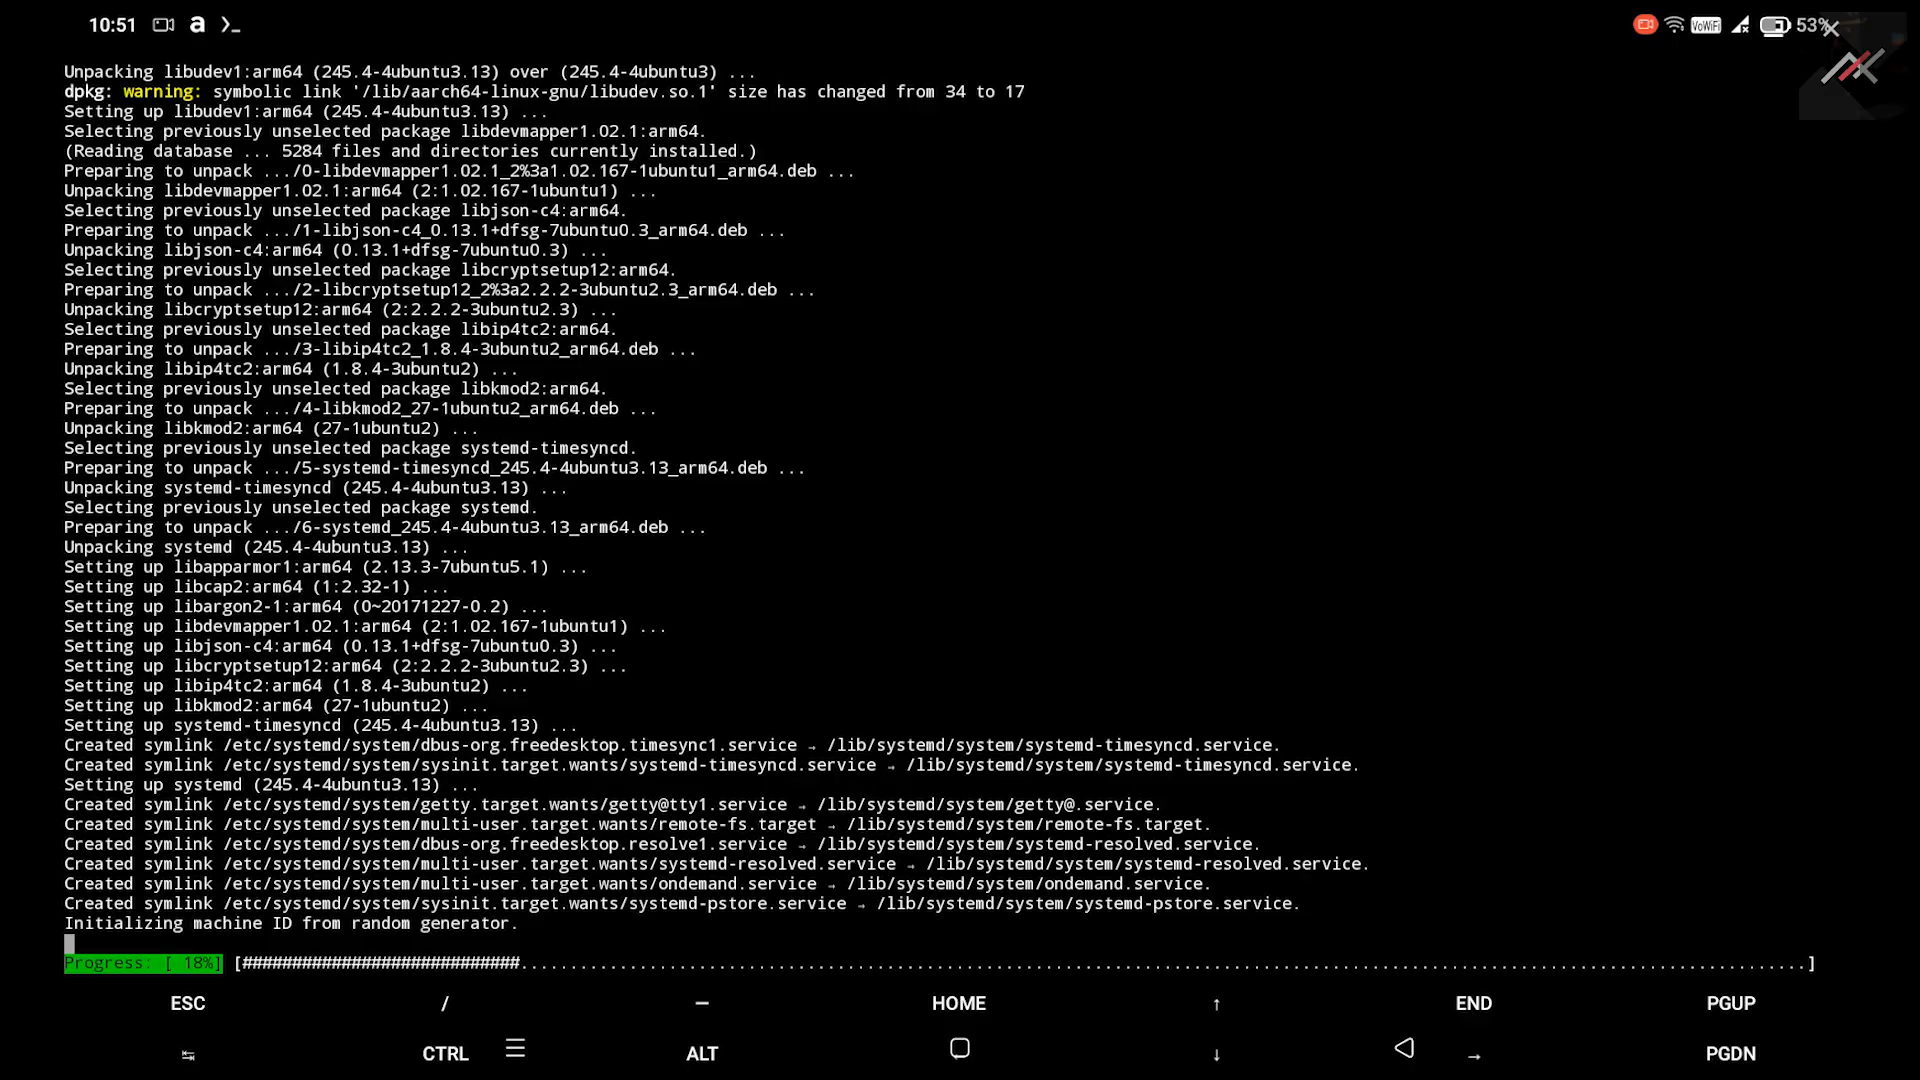 10:51 a >_ VoWiFi 53%
Unpacking libudev1:arm64 (245.4-4ubuntu3.13) over (245.4-4ubuntu3) ...
dpkg: warning: symbolic link '/lib/aarch64-linux-gnu/libudev.so.1' size has changed from 34 to 17
Setting up libudev1:arm64 (245.4-4ubuntu3.13) ...
Selecting previously unselected package libdevmapper1.02.1:arm64.
(Reading database ... 5284 files and directories currently installed.)
Preparing to unpack .../0-libdevmapper1.02.1_2%3a1.02.167-1ubuntu1_arm64.deb ...
Unpacking libdevmapper1.02.1:arm64 (2:1.02.167-1ubuntu1) ...
Selecting previously unselected package libjson-c4:arm64.
Preparing to unpack .../1-libjson-c4_0.13.1+dfsg-7ubuntu0.3_arm64.deb ...
Unpacking libjson-c4:arm64 (0.13.1+dfsg-7ubuntu0.3) ...
Selecting previously unselected package libcryptsetup12:arm64.
Preparing to unpack .../2-libcryptsetup12_2%3a2.2.2-3ubuntu2.3_arm64.deb ...
Unpacking libcryptsetup12:arm64 (2:2.2.2-3ubuntu2.3) ...
Selecting previously unselected package libip4tc2:arm64.
Preparing to unpack .../3-libip4tc2_1.8.4-3ubuntu2_arm64.deb ...
Unpacking libip4tc2:arm64 (1.8.4-3ubuntu2) ...
Selecting previously unselected package libkmod2:arm64.
Preparing to unpack .../4-libkmod2_27-1ubuntu2_arm64.deb ...
Unpacking libkmod2:arm64 (27-1ubuntu2) ...
Selecting previously unselected package systemd-timesyncd.
Preparing to unpack .../5-systemd-timesyncd_245.4-4ubuntu3.13_arm64.deb ...
Unpacking systemd-timesyncd (245.4-4ubuntu3.13) ...
Selecting previously unselected package systemd.
Preparing to unpack .../6-systemd_245.4-4ubuntu3.13_arm64.deb ...
Unpacking systemd (245.4-4ubuntu3.13) ...
Setting up libapparmor1:arm64 (2.13.3-7ubuntu5.1) ...
Setting up libcap2:arm64 (1:2.32-1) ...
Setting up libargon2-1:arm64 (0~20171227-0.2) ...
Setting up libdevmapper1.02.1:arm64 (2:1.02.167-1ubuntu1) ...
Setting up libjson-c4:arm64 (0.13.1+dfsg-7ubuntu0.3) ...
Setting up libcryptsetup12:arm64 (2:2.2.2-3ubuntu2.3) ...
Setting up libip4tc2:arm64 (1.8.4-3ubuntu2) ...
Setting up libkmod2:arm64 (27-1ubuntu2) ...
Setting up systemd-timesyncd (245.4-4ubuntu3.13) ...
Created symlink /etc/systemd/system/dbus-org.freedesktop.timesync1.service → /lib/systemd/system/systemd-timesyncd.service.
Created symlink /etc/systemd/system/sysinit.target.wants/systemd-timesyncd.service → /lib/systemd/system/systemd-timesyncd.service.
Setting up systemd (245.4-4ubuntu3.13) ...
Created symlink /etc/systemd/system/getty.target.wants/getty@tty1.service → /lib/systemd/system/getty@.service.
Created symlink /etc/systemd/system/multi-user.target.wants/remote-fs.target → /lib/systemd/system/remote-fs.target.
Created symlink /etc/systemd/system/dbus-org.freedesktop.resolve1.service → /lib/systemd/system/systemd-resolved.service.
Created symlink /etc/systemd/system/multi-user.target.wants/systemd-resolved.service → /lib/systemd/system/systemd-resolved.service.
Created symlink /etc/systemd/system/multi-user.target.wants/ondemand.service → /lib/systemd/system/ondemand.service.
Created symlink /etc/systemd/system/sysinit.target.wants/systemd-pstore.service → /lib/systemd/system/systemd-pstore.service.
Initializing machine ID from random generator.
Progress: [ 18%] [############################..................................................................................................................................]
ESC / — HOME ↑ END PGUP
↹ CTRL ALT ↓ → PGDN